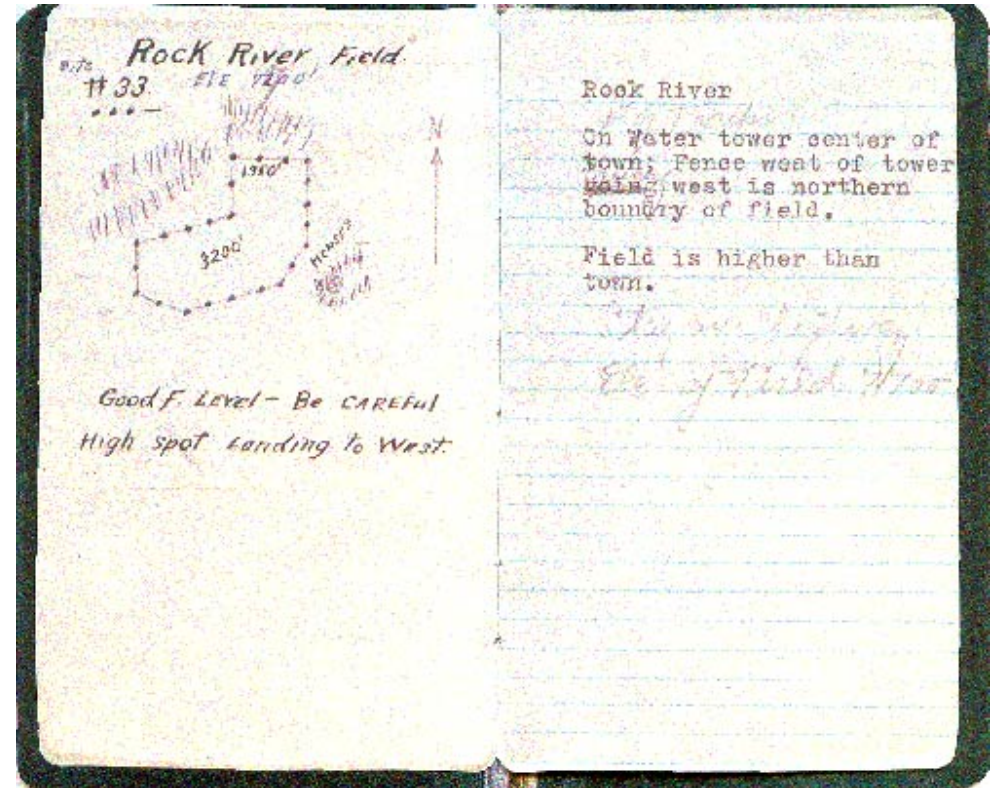 Rock River Field
site
# 33
ELE 7200'
N
1950'
3200'
Good F. Level - Be CAREFUL
High spot Landing to West.
Rock River
On Water tower center of
town; Fence west of tower
going west is northern
boundry of field.
Field is higher than
town.